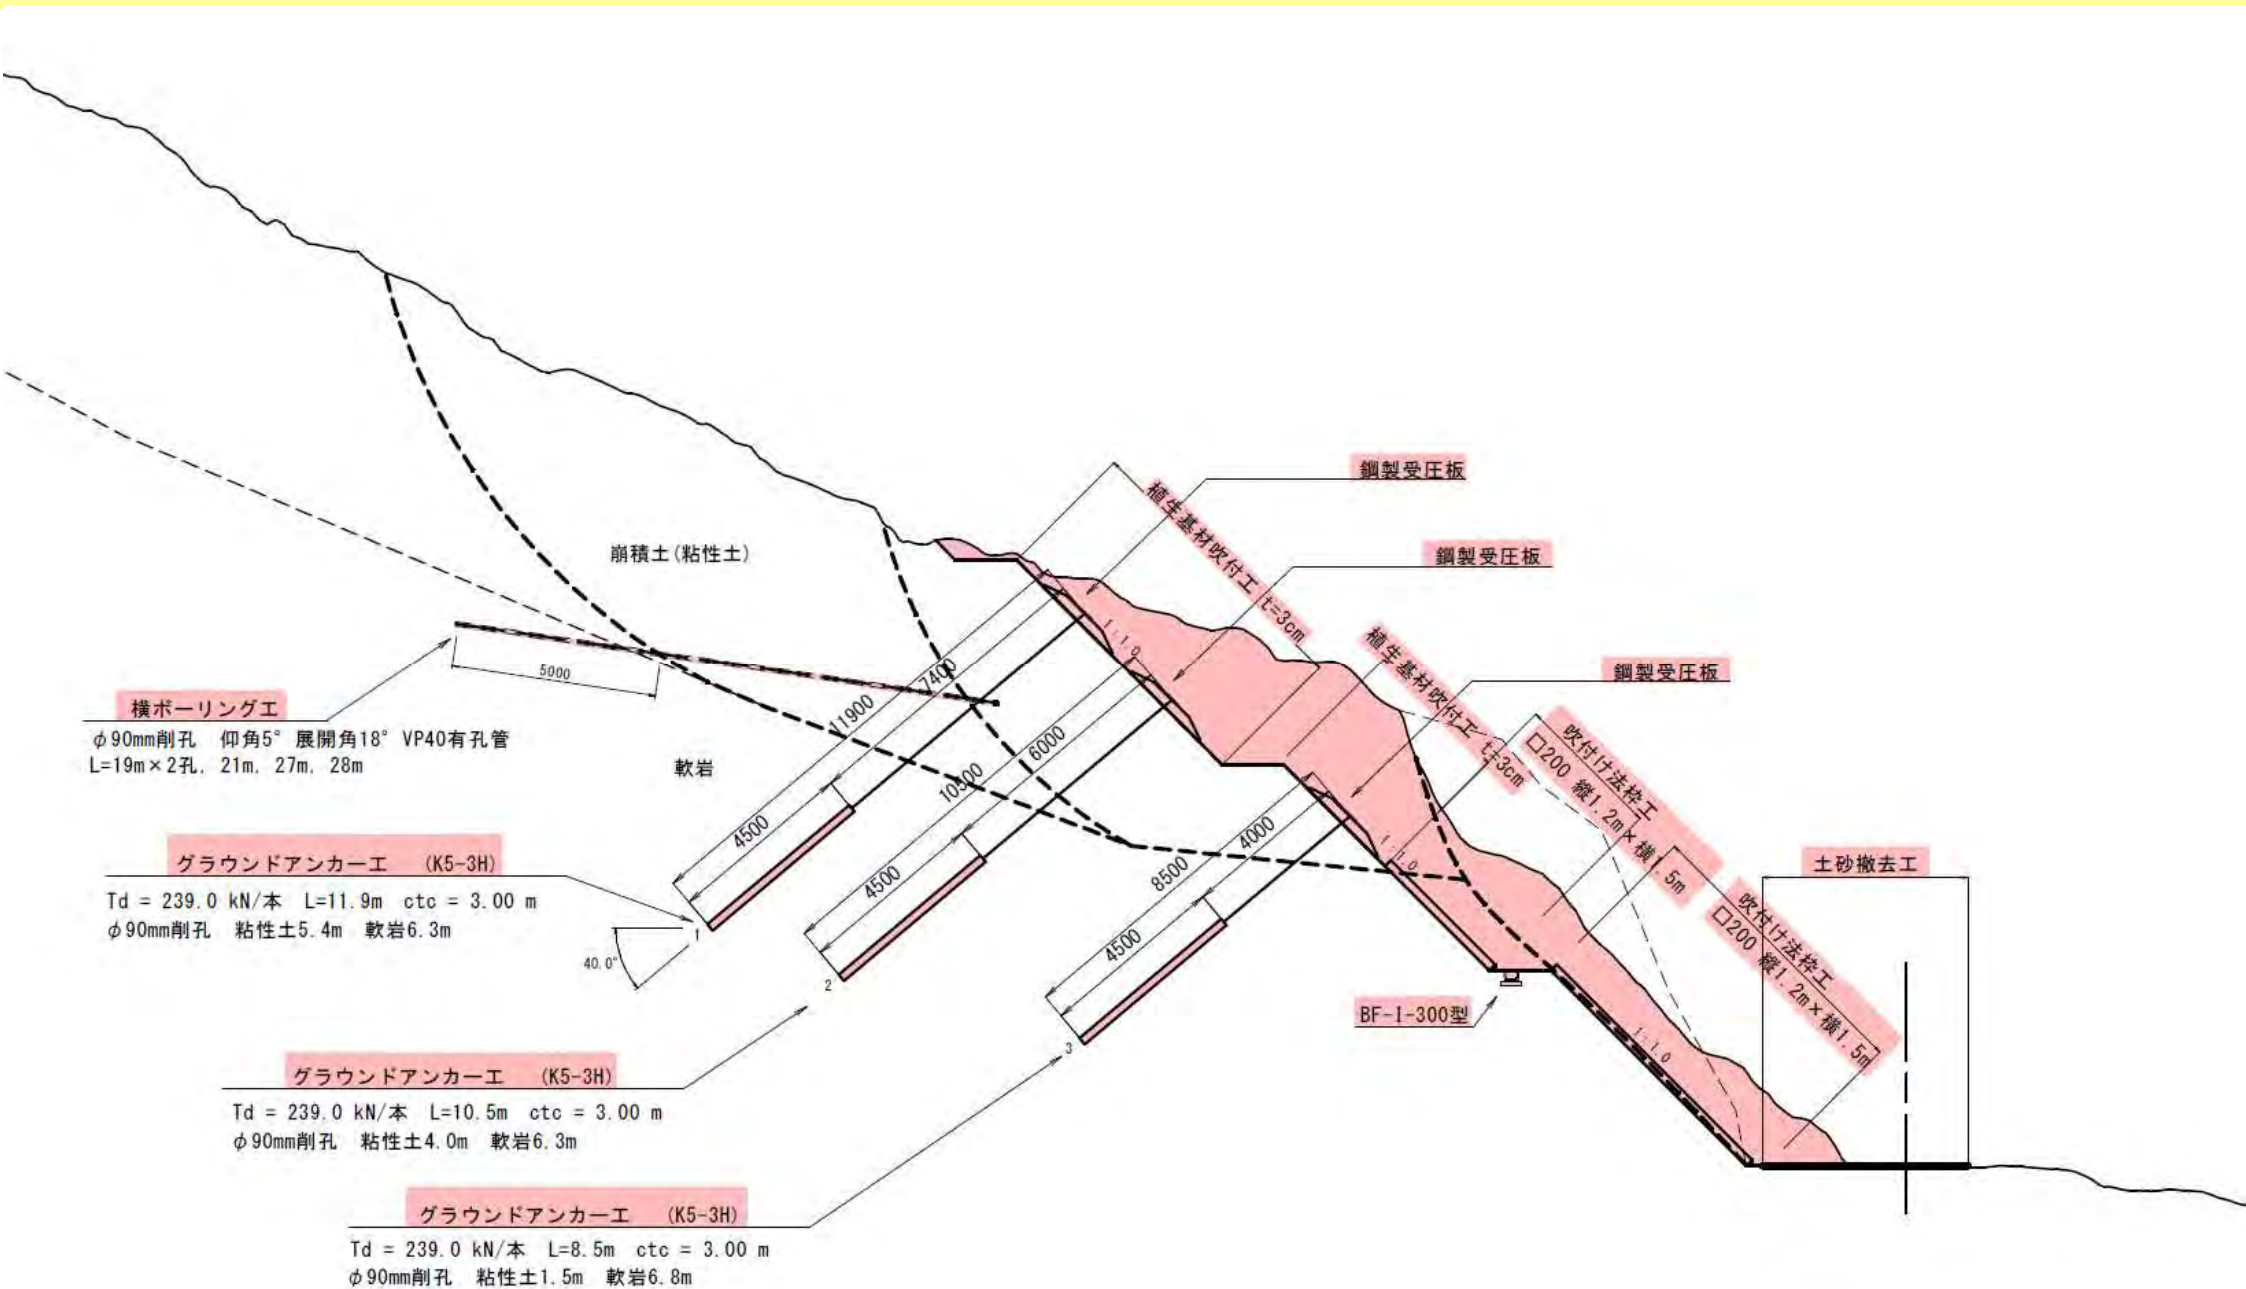 鋼製受圧板
植生基材吹付工 t=3cm
鋼製受圧板
崩積土(粘性土)
1:1.0
植生基材吹付工 t=3cm
鋼製受圧板
5000
7400
11900
横ボーリング工
φ90mm削孔 仰角5° 展開角18° VP40有孔管
L=19m×2孔, 21m, 27m, 28m
軟岩
6000
10500
吹付け法枠工
□200 縦1.2m×横1.5m
4500
4000
8500
1:1.0
土砂撤去工
グラウンドアンカー工 (K5-3H)
Td = 239.0 kN/本 L=11.9m ctc = 3.00 m
φ90mm削孔 粘性土5.4m 軟岩6.3m
4500
吹付け法枠工
□200 縦1.2m×横1.5m
1
40.0°
4500
2
BF-I-300型
1:1.0
3
グラウンドアンカー工 (K5-3H)
Td = 239.0 kN/本 L=10.5m ctc = 3.00 m
φ90mm削孔 粘性土4.0m 軟岩6.3m
グラウンドアンカー工 (K5-3H)
Td = 239.0 kN/本 L=8.5m ctc = 3.00 m
φ90mm削孔 粘性土1.5m 軟岩6.8m